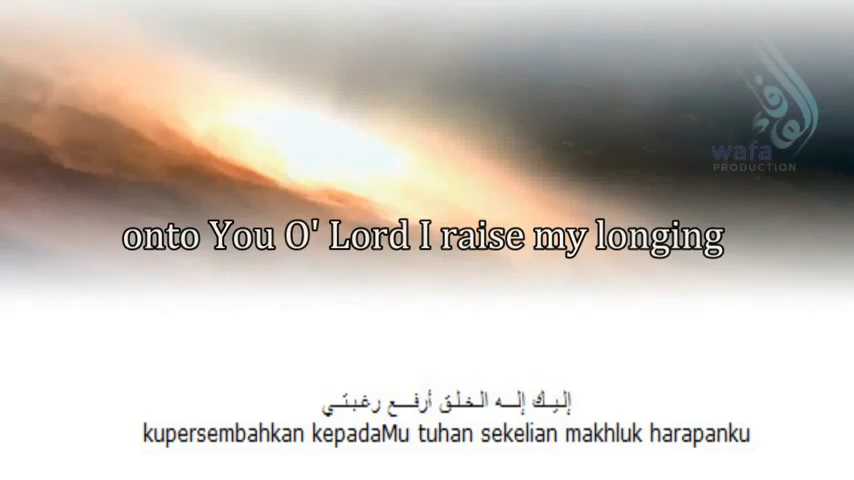 الوفاء
wafa
PRODUCTION
onto You O' Lord I raise my longing
إليك إله الخلق أرفع رغبتي
kupersembahkan kepadaMu tuhan sekelian makhluk harapanku